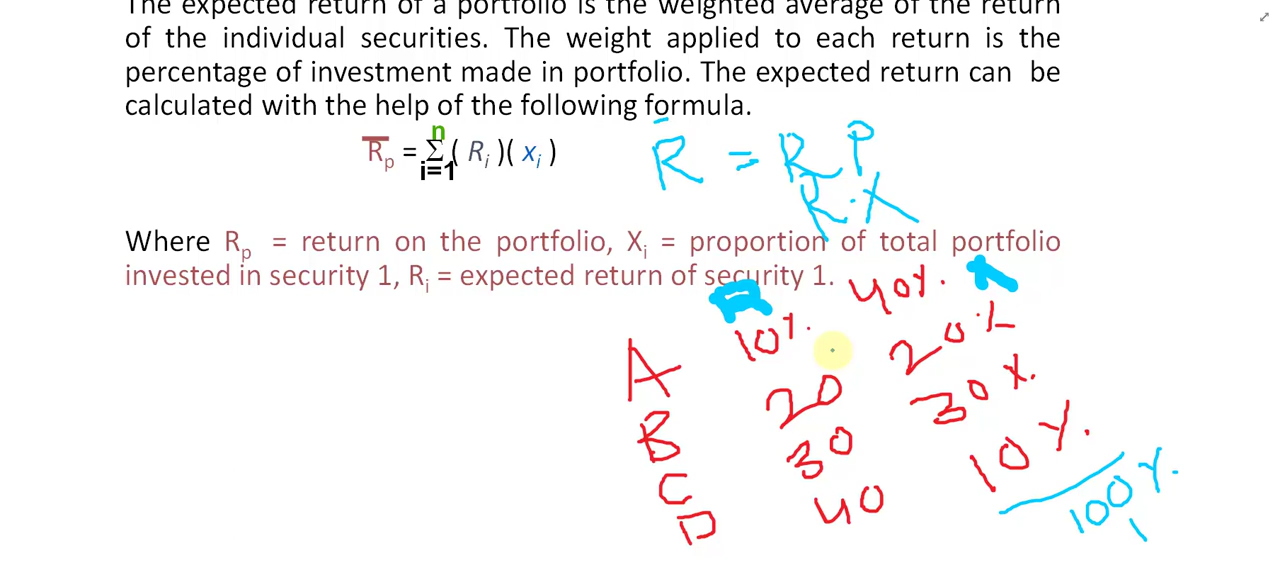 The expected return of a portfolio is the weighted average of the return
of the individual securities. The weight applied to each return is the
percentage of investment made in portfolio. The expected return can be
calculated with the help of the following formula.
R̅p = Σ(i=1 to n) ( Ri )( xi )
R̅ = R P
R.X
Where Rp = return on the portfolio, Xi = proportion of total portfolio
invested in security 1, Ri = expected return of security 1.
A 10%. 40%.
B 20 20%
C 30 30%.
D 40 10%.
100%.
1